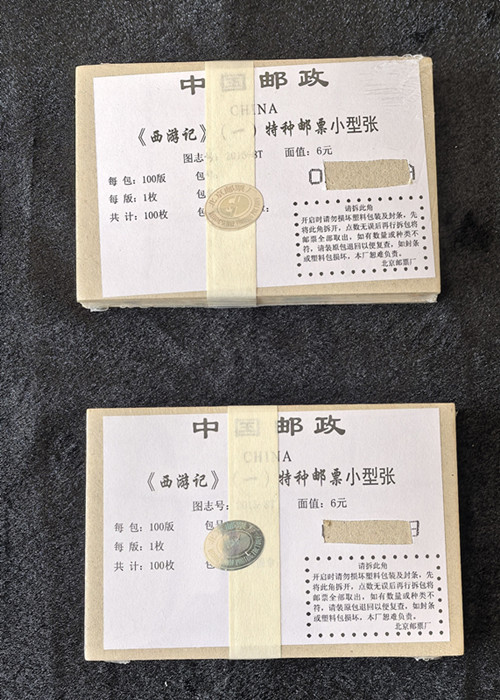 中国邮政
CHINA
《西游记》（一）特种邮票小型张
图志号: 8T 面值: 6元
每 包: 100版 包
每 版: 1枚
共 计: 100枚
请拆此角
开启时请勿损坏塑料包装及封条，先
将此角拆开，点数无误后再行拆包将
邮票全部取出，如有数量或种类不
符，请装原包退回以便复查，如封条
或塑料包损坏，本厂恕难负责。
北京邮票厂
中国邮政
CHINA
《西游记》（一）特种邮票小型张
图志号: 面值: 6元
每 包: 100版 包
每 版: 1枚
共 计: 100枚 包
请拆此角
开启时请勿损坏塑料包装及封条，先
将此角拆开，点数无误后再行拆包将
邮票全部取出，如有数量或种类不
符，请装原包退回以便复查，如封条
或塑料包损坏，本厂恕难负责。
北京邮票厂